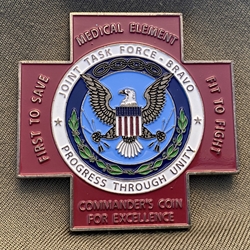 MEDICAL ELEMENT
JOINT TASK FORCE - BRAVO
FIRST TO SAVE
FIT TO FIGHT
PROGRESS THROUGH UNITY
COMMANDER'S COIN
FOR EXCELLENCE